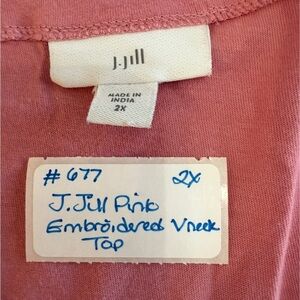 J.Jill
MADE IN
INDIA
2X
# 677 2X
J.Jill Pink
Embroidered Vneck
Top